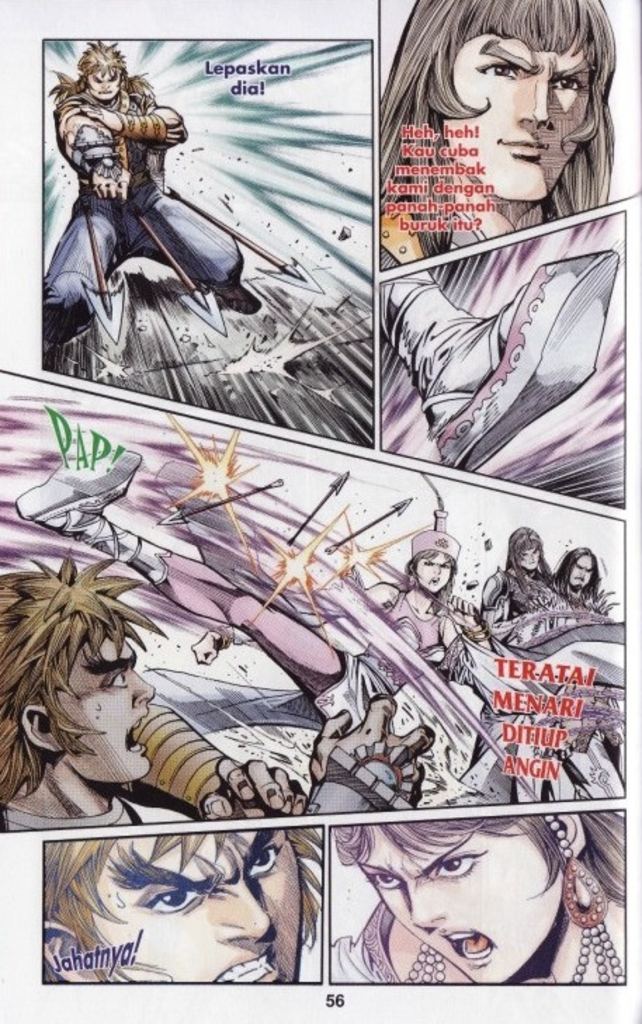 Lepaskan
dia!
Heh, heh!
Kau cuba
menembak
kami dengan
panah-panah
buruk itu?
PAP!
TERATAI
MENARI
DITIUP
ANGIN
Jahatnya!
56